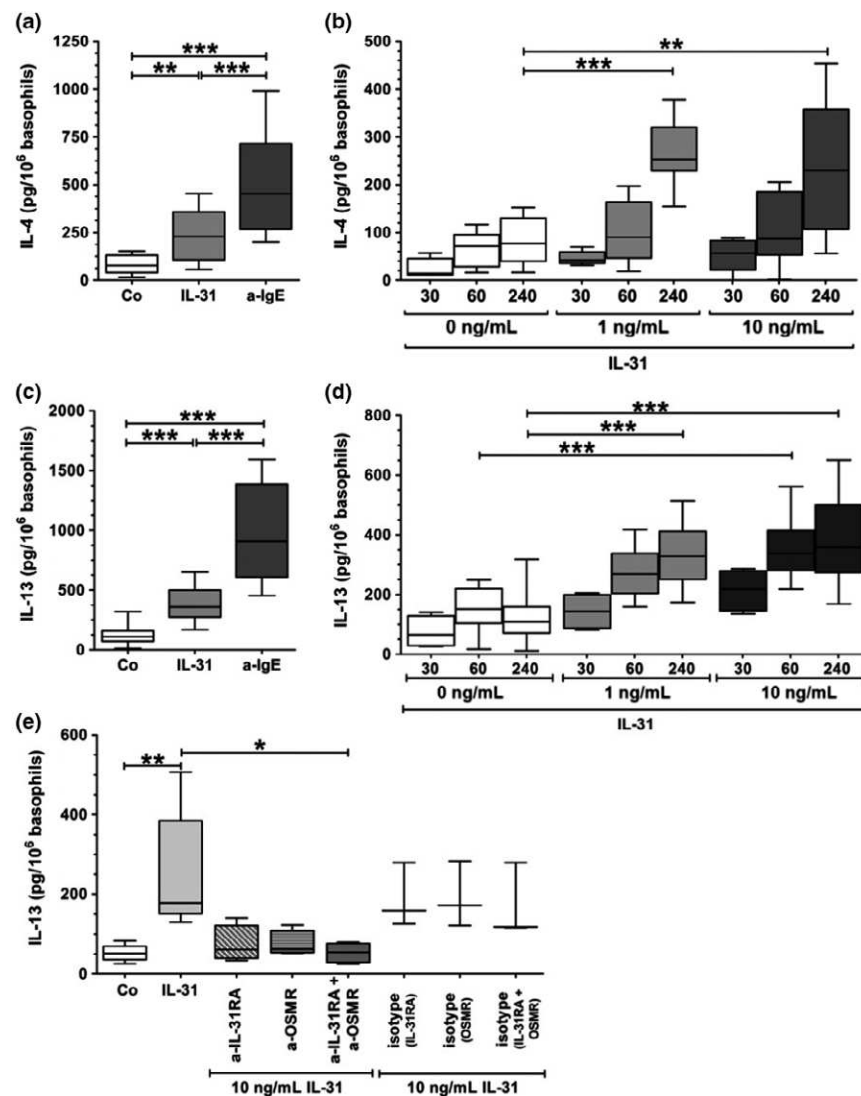 (a)
IL-4 (pg/10⁶ basophils)
1250
1000
750
500
250
0
***
** ***
Co IL-31 a-IgE
(b)
IL-4 (pg/10⁶ basophils)
500
400
300
200
100
0
**
***
30 60 240 30 60 240 30 60 240
0 ng/mL 1 ng/mL 10 ng/mL
IL-31
(c)
IL-13 (pg/10⁶ basophils)
2000
1500
1000
500
0
***
*** ***
Co IL-31 a-IgE
(d)
IL-13 (pg/10⁶ basophils)
800
600
400
200
0
***
***
***
30 60 240 30 60 240 30 60 240
0 ng/mL 1 ng/mL 10 ng/mL
IL-31
(e)
IL-13 (pg/10⁶ basophils)
600
400
200
0
** *
Co IL-31
a-IL-31RA
a-OSMR
a-IL-31RA +
a-OSMR
isotype
(IL-31RA)
isotype
(OSMR)
isotype
(IL-31RA +
OSMR)
10 ng/mL IL-31 10 ng/mL IL-31